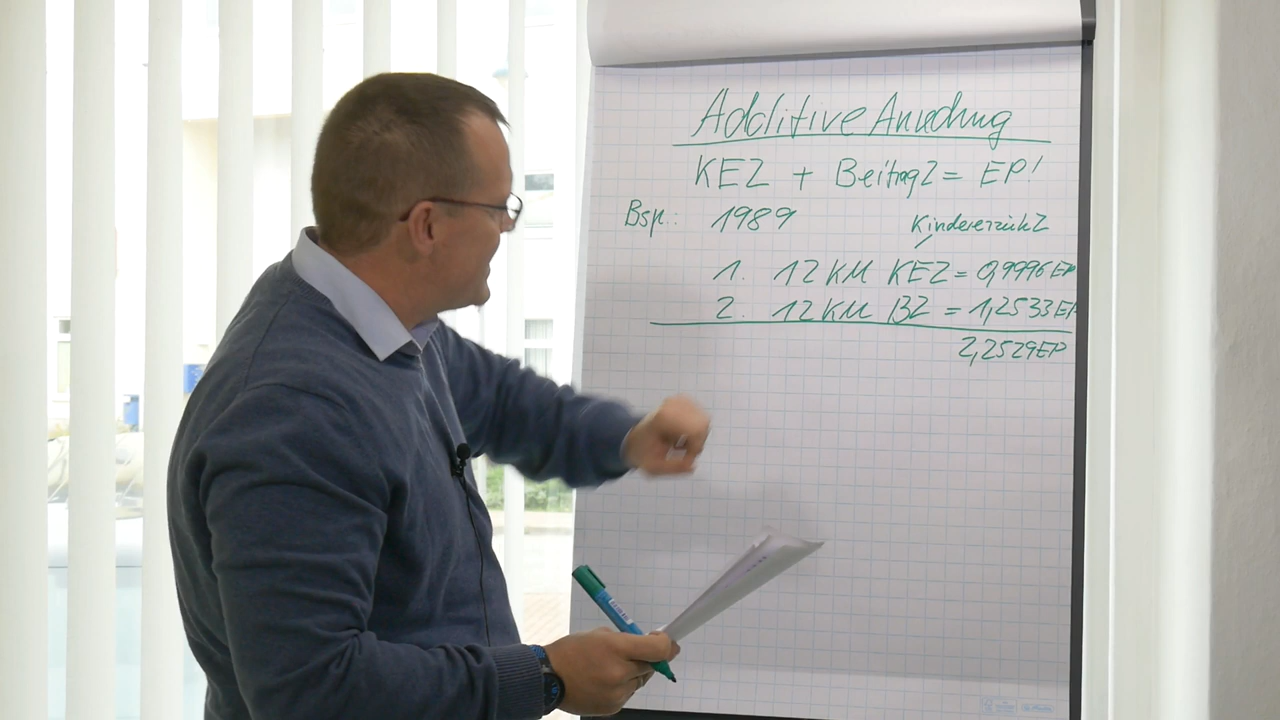 Additive Anrechnung
KEZ + BeitragZ = EP!
Bsp.: 1989
KindererziehZ
1. 12 KM KEZ = 0,9996 EP
2. 12 KM BZ = 1,2533 EP
2,2529 EP